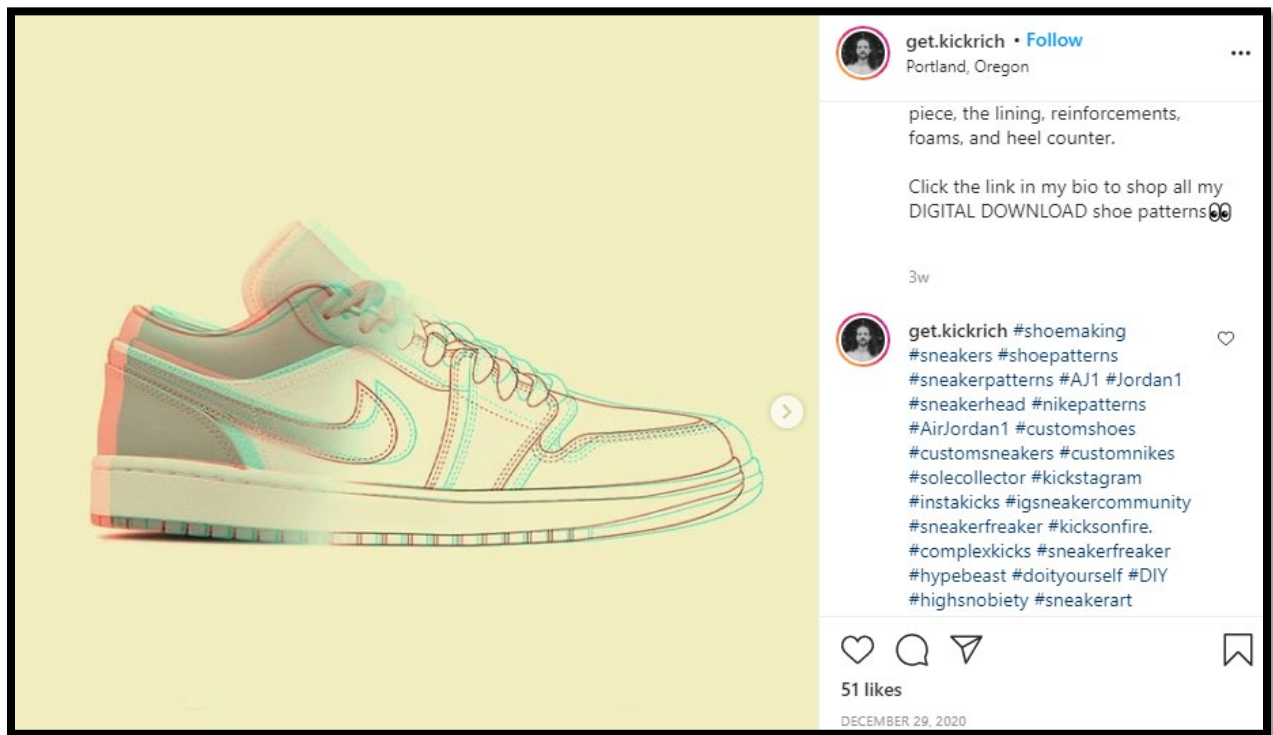 get.kickrich • Follow
Portland, Oregon
piece, the lining, reinforcements,
foams, and heel counter.
Click the link in my bio to shop all my
DIGITAL DOWNLOAD shoe patterns👀
3w
get.kickrich #shoemaking
#sneakers #shoepatterns
#sneakerpatterns #AJ1 #Jordan1
#sneakerhead #nikepatterns
#AirJordan1 #customshoes
#customsneakers #customnikes
#solecollector #kickstagram
#instakicks #igsneakercommunity
#sneakerfreaker #kicksonfire.
#complexkicks #sneakerfreaker
#hypebeast #doityourself #DIY
#highsnobiety #sneakerart
51 likes
DECEMBER 29, 2020